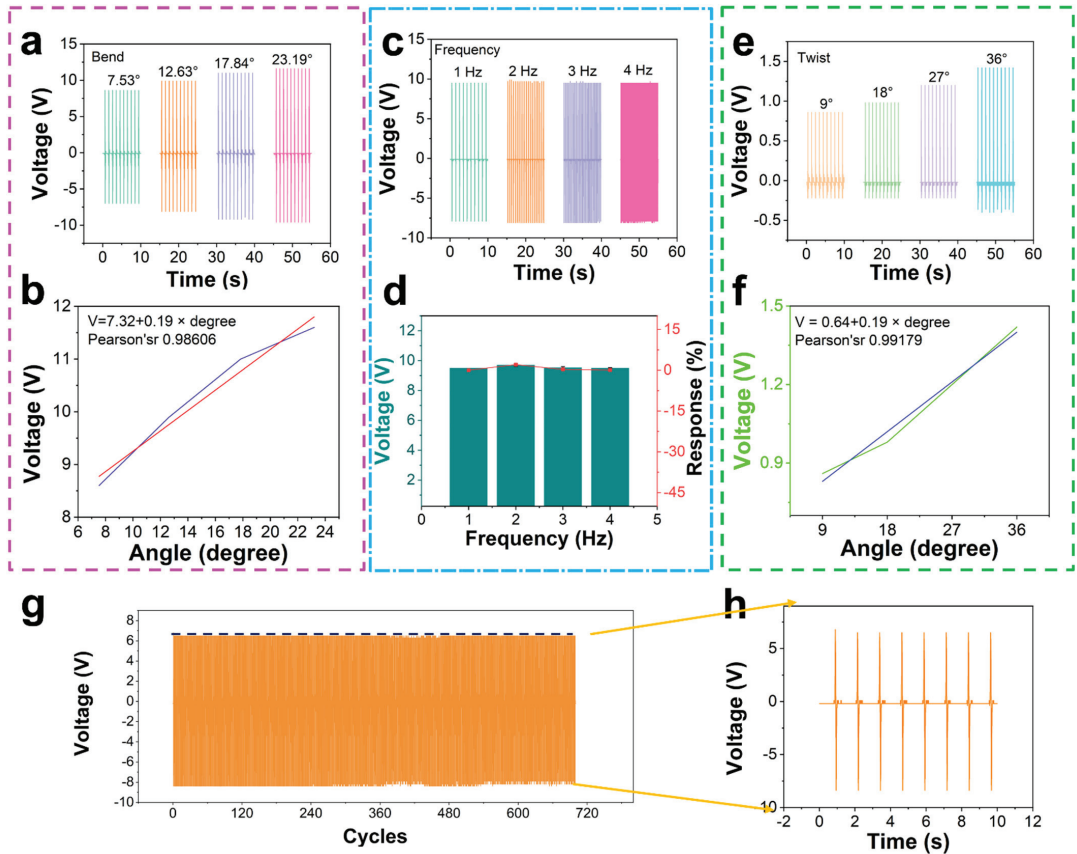 a
Bend
7.53°
12.63°
17.84°
23.19°
15
10
5
0
-5
-10
Voltage (V)
0 10 20 30 40 50 60
Time (s)
b
V=7.32+0.19 × degree
Pearson'sr 0.98606
12
11
10
9
8
Voltage (V)
6 8 10 12 14 16 18 20 22 24
Angle (degree)
c
Frequency
1 Hz
2 Hz
3 Hz
4 Hz
15
10
5
0
-5
-10
Voltage (V)
0 10 20 30 40 50 60
Time (s)
d
12
10
8
6
4
2
Voltage (V)
15
0
-15
-30
-45
Response (%)
0 1 2 3 4 5
Frequency (Hz)
e
Twist
9°
18°
27°
36°
1.5
1.0
0.5
0.0
-0.5
Voltage (V)
0 10 20 30 40 50 60
Time (s)
f
V = 0.64+0.19 × degree
Pearson'sr 0.99179
1.5
1.2
0.9
Voltage (V)
9 18 27 36
Angle (degree)
g
8
6
4
2
0
-2
-4
-6
-8
-10
Voltage (V)
0 120 240 360 480 600 720
Cycles
h
5
0
-5
10
Voltage (V)
-2 0 2 4 6 8 10 12
Time (s)